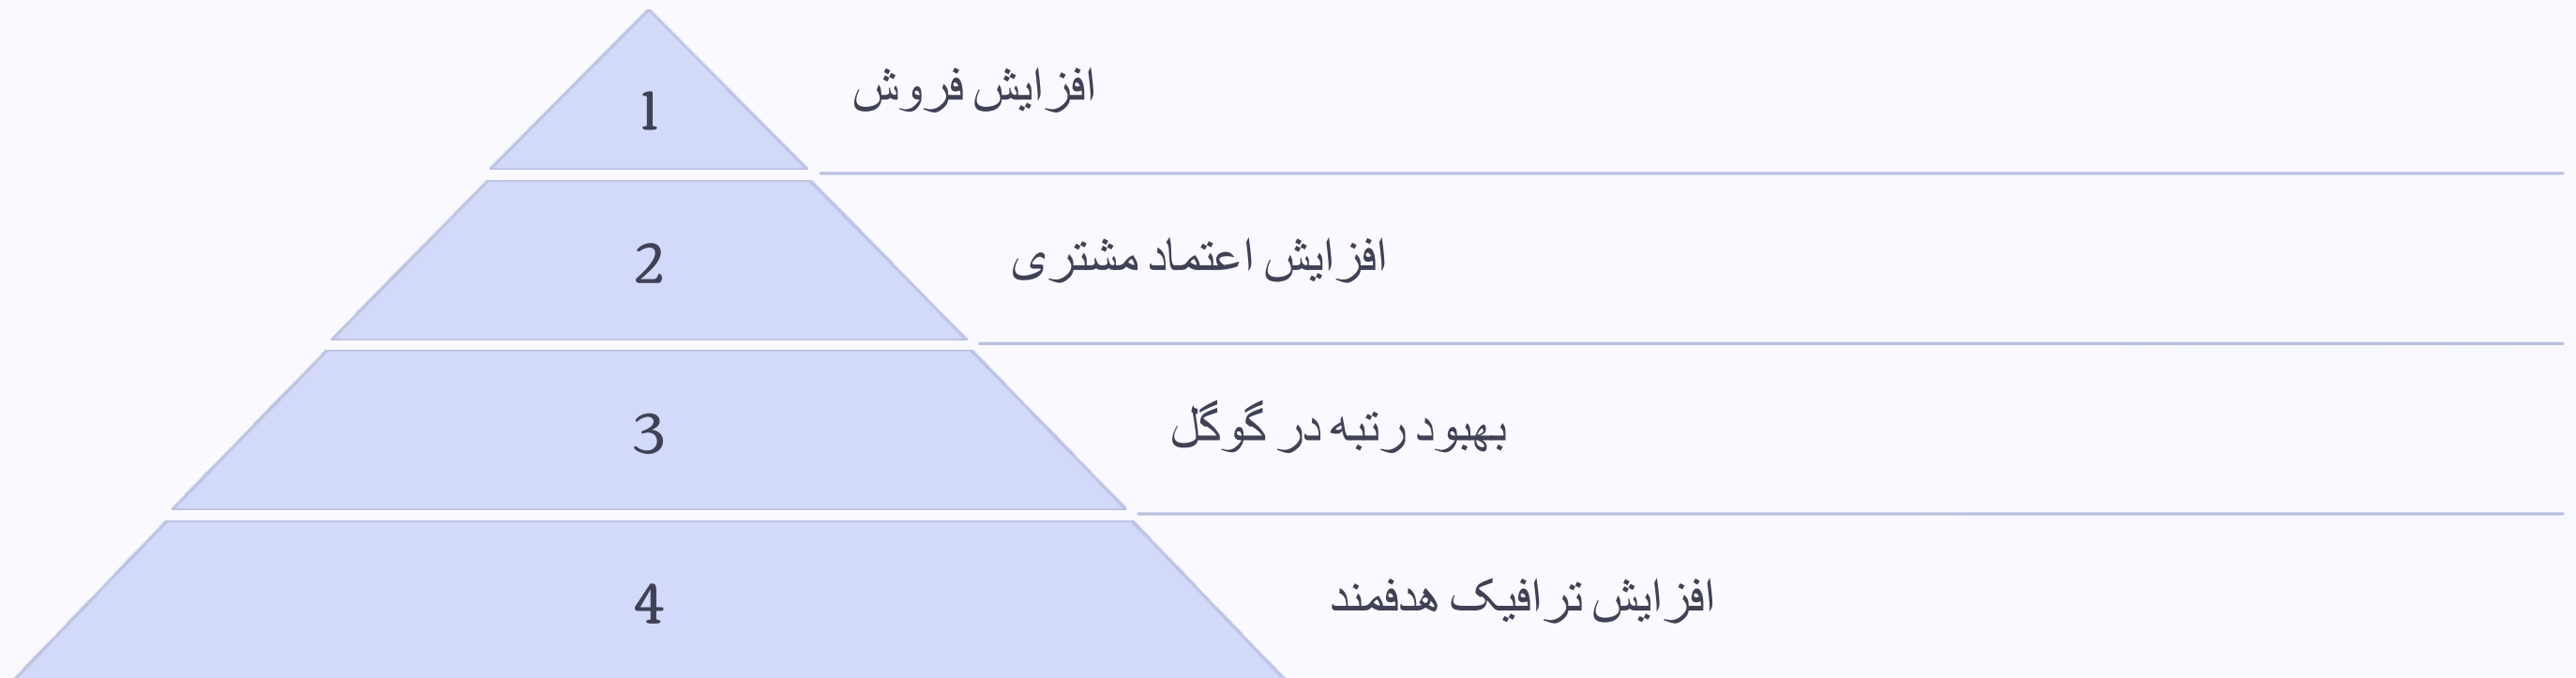 1
افزایش فروش
2
افزایش اعتماد مشتری
3
بهبود رتبه در گوگل
4
افزایش ترافیک هدفمند